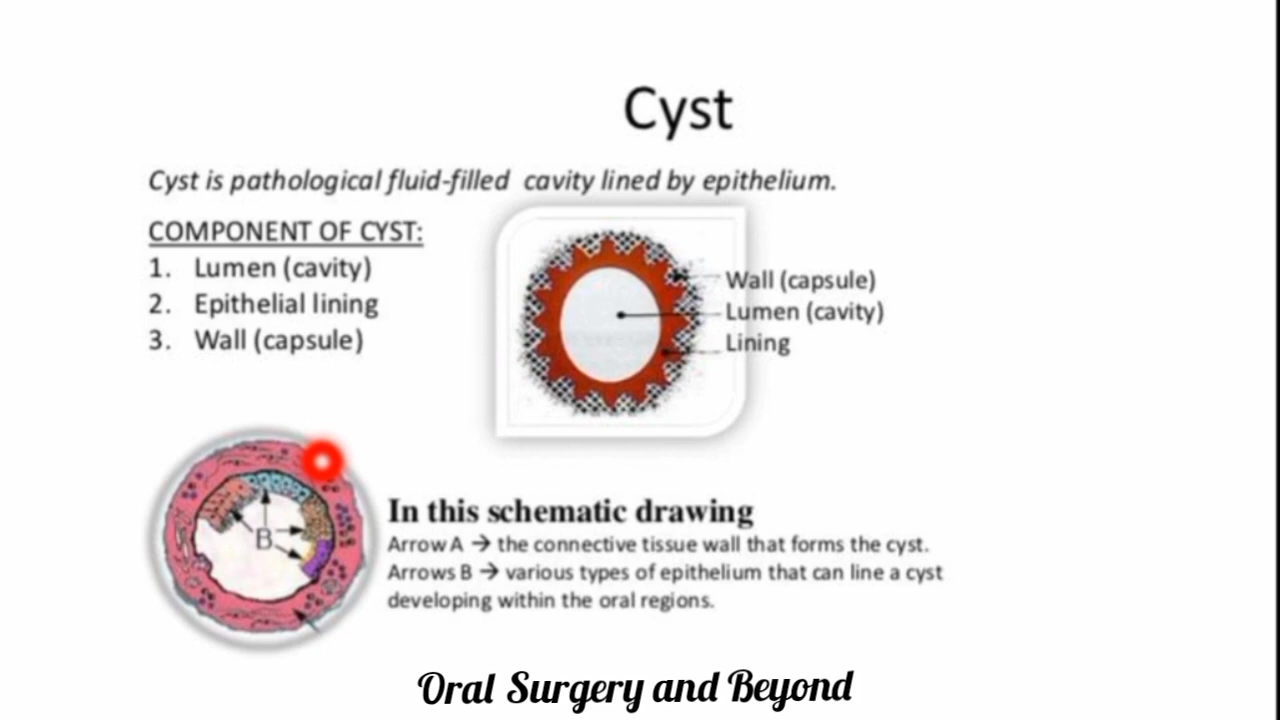 Cyst
Cyst is pathological fluid-filled cavity lined by epithelium.
COMPONENT OF CYST:
1. Lumen (cavity)
2. Epithelial lining
3. Wall (capsule)
Wall (capsule)
Lumen (cavity)
Lining
B
In this schematic drawing
Arrow A → the connective tissue wall that forms the cyst.
Arrows B → various types of epithelium that can line a cyst
developing within the oral regions.
Oral Surgery and Beyond